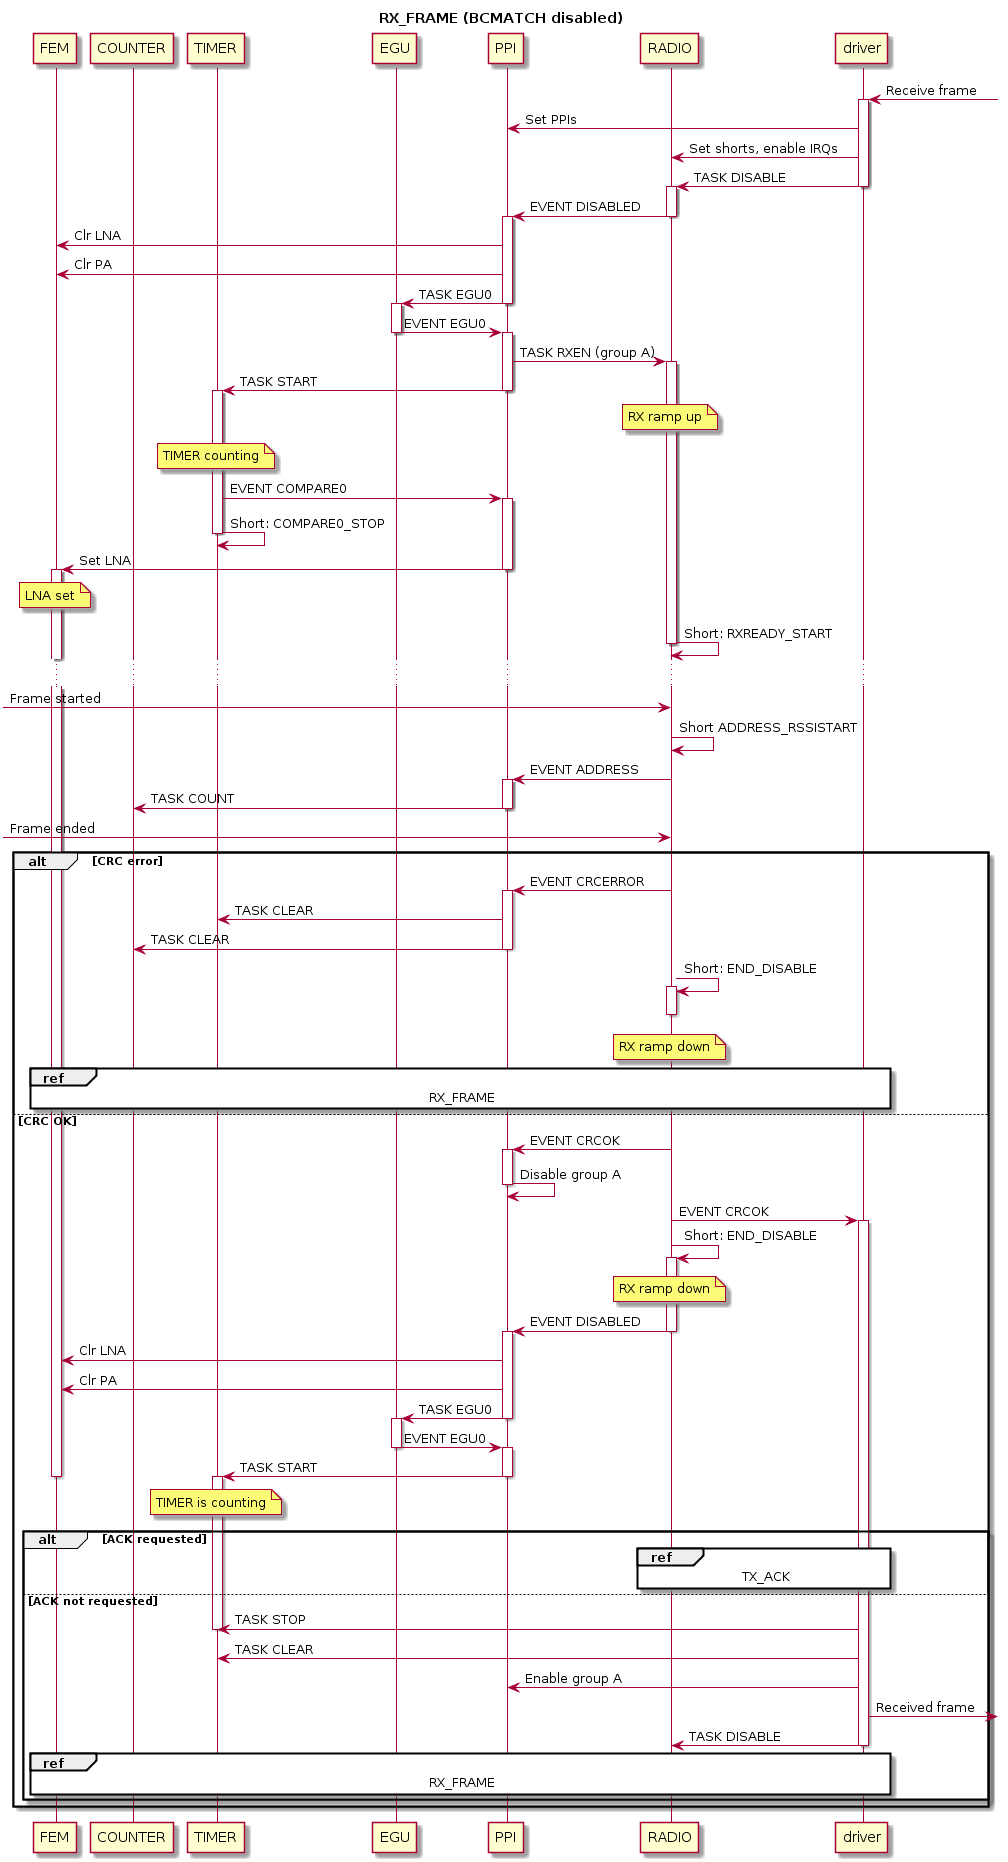 RX_FRAME (BCMATCH disabled)
FEM COUNTER TIMER EGU PPI RADIO driver
Receive frame
Set PPIs
Set shorts, enable IRQs
TASK DISABLE
EVENT DISABLED
Clr LNA
Clr PA
TASK EGU0
EVENT EGU0
TASK RXEN (group A)
TASK START
RX ramp up
TIMER counting
EVENT COMPARE0
Short: COMPARE0_STOP
Set LNA
LNA set
Short: RXREADY_START
Frame started
Short ADDRESS_RSSISTART
EVENT ADDRESS
TASK COUNT
Frame ended
alt [CRC error]
EVENT CRCERROR
TASK CLEAR
TASK CLEAR
Short: END_DISABLE
RX ramp down
ref
RX_FRAME
[CRC OK]
EVENT CRCOK
Disable group A
EVENT CRCOK
Short: END_DISABLE
RX ramp down
EVENT DISABLED
Clr LNA
Clr PA
TASK EGU0
EVENT EGU0
TASK START
TIMER is counting
alt [ACK requested]
ref
TX_ACK
[ACK not requested]
TASK STOP
TASK CLEAR
Enable group A
Received frame
TASK DISABLE
ref
RX_FRAME
FEM COUNTER TIMER EGU PPI RADIO driver